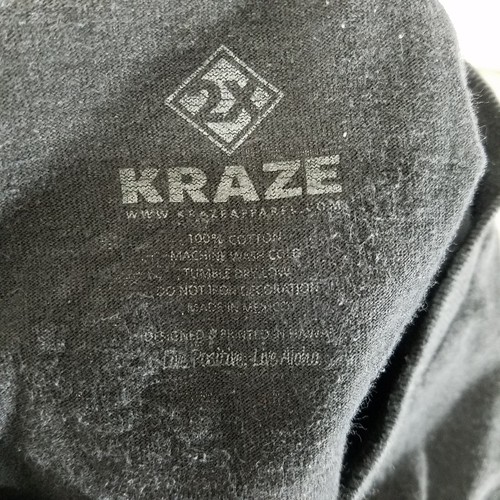 2X
KRAZE
WWW.KRAZEAPPAREL.COM
100% COTTON
MACHINE WASH COLD
TUMBLE DRY LOW
DO NOT IRON DECORATION
MADE IN MEXICO
DESIGNED & PRINTED IN HAWAII
Live Positive, Live Aloha